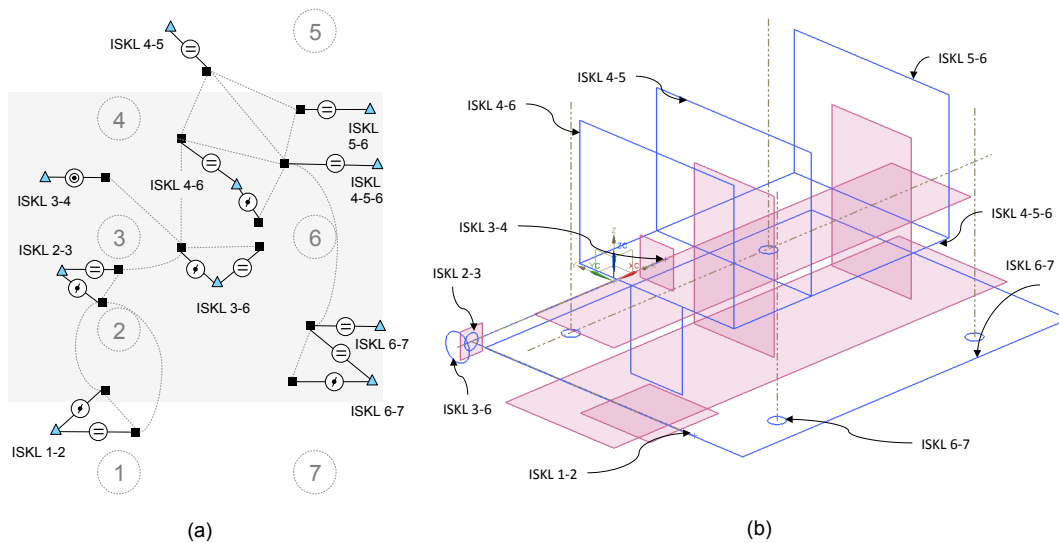 ISKL 4-5
5
4
ISKL
5-6
ISKL 4-6
ISKL
4-5-6
ISKL 3-4
3
ISKL 2-3
6
ISKL 3-6
2
ISKL 6-7
ISKL 6-7
ISKL 1-2
1
7
(a)
ISKL 5-6
ISKL 4-5
ISKL 4-6
ISKL 3-4
ISKL 4-5-6
ISKL 2-3
ISKL 6-7
Z
ZC
YC
XC
ISKL 3-6
ISKL 6-7
ISKL 1-2
(b)